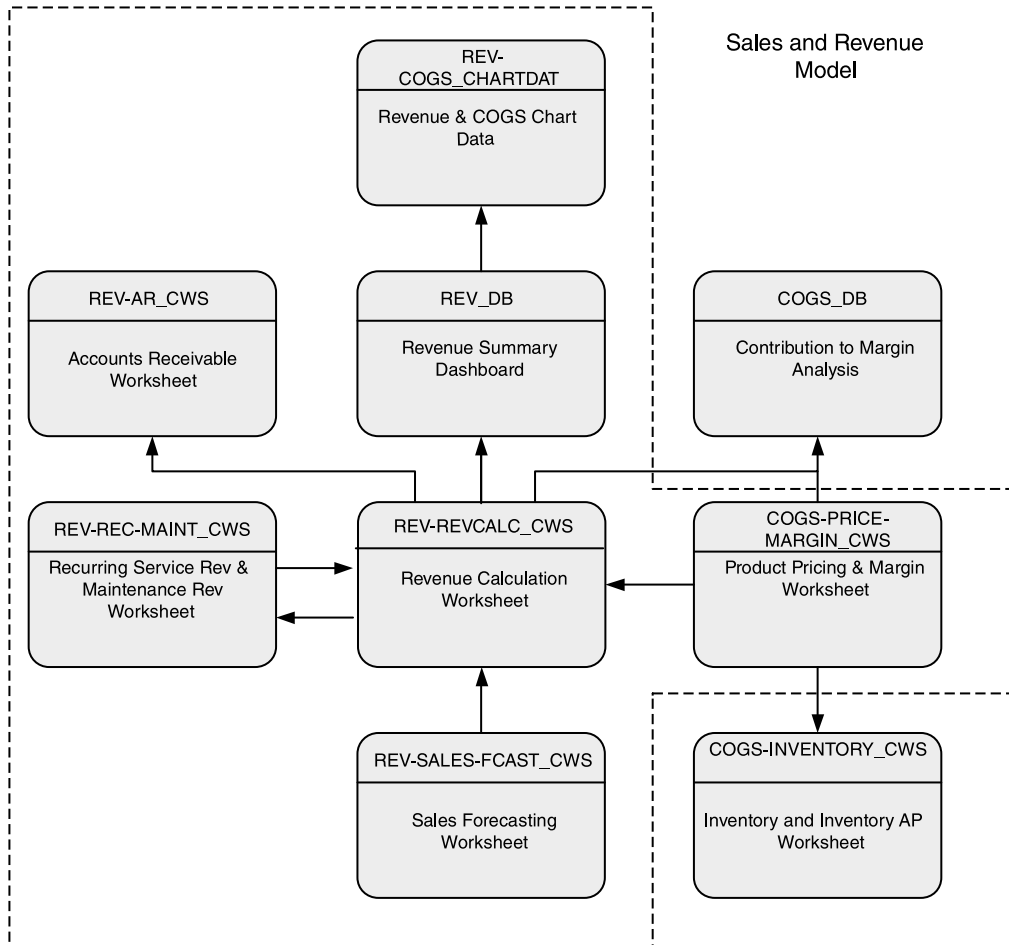 Sales and Revenue
Model
REV-
COGS_CHARTDAT
Revenue & COGS Chart
Data
REV-AR_CWS
Accounts Receivable
Worksheet
REV_DB
Revenue Summary
Dashboard
COGS_DB
Contribution to Margin
Analysis
REV-REC-MAINT_CWS
Recurring Service Rev &
Maintenance Rev
Worksheet
REV-REVCALC_CWS
Revenue Calculation
Worksheet
COGS-PRICE-
MARGIN_CWS
Product Pricing & Margin
Worksheet
REV-SALES-FCAST_CWS
Sales Forecasting
Worksheet
COGS-INVENTORY_CWS
Inventory and Inventory AP
Worksheet